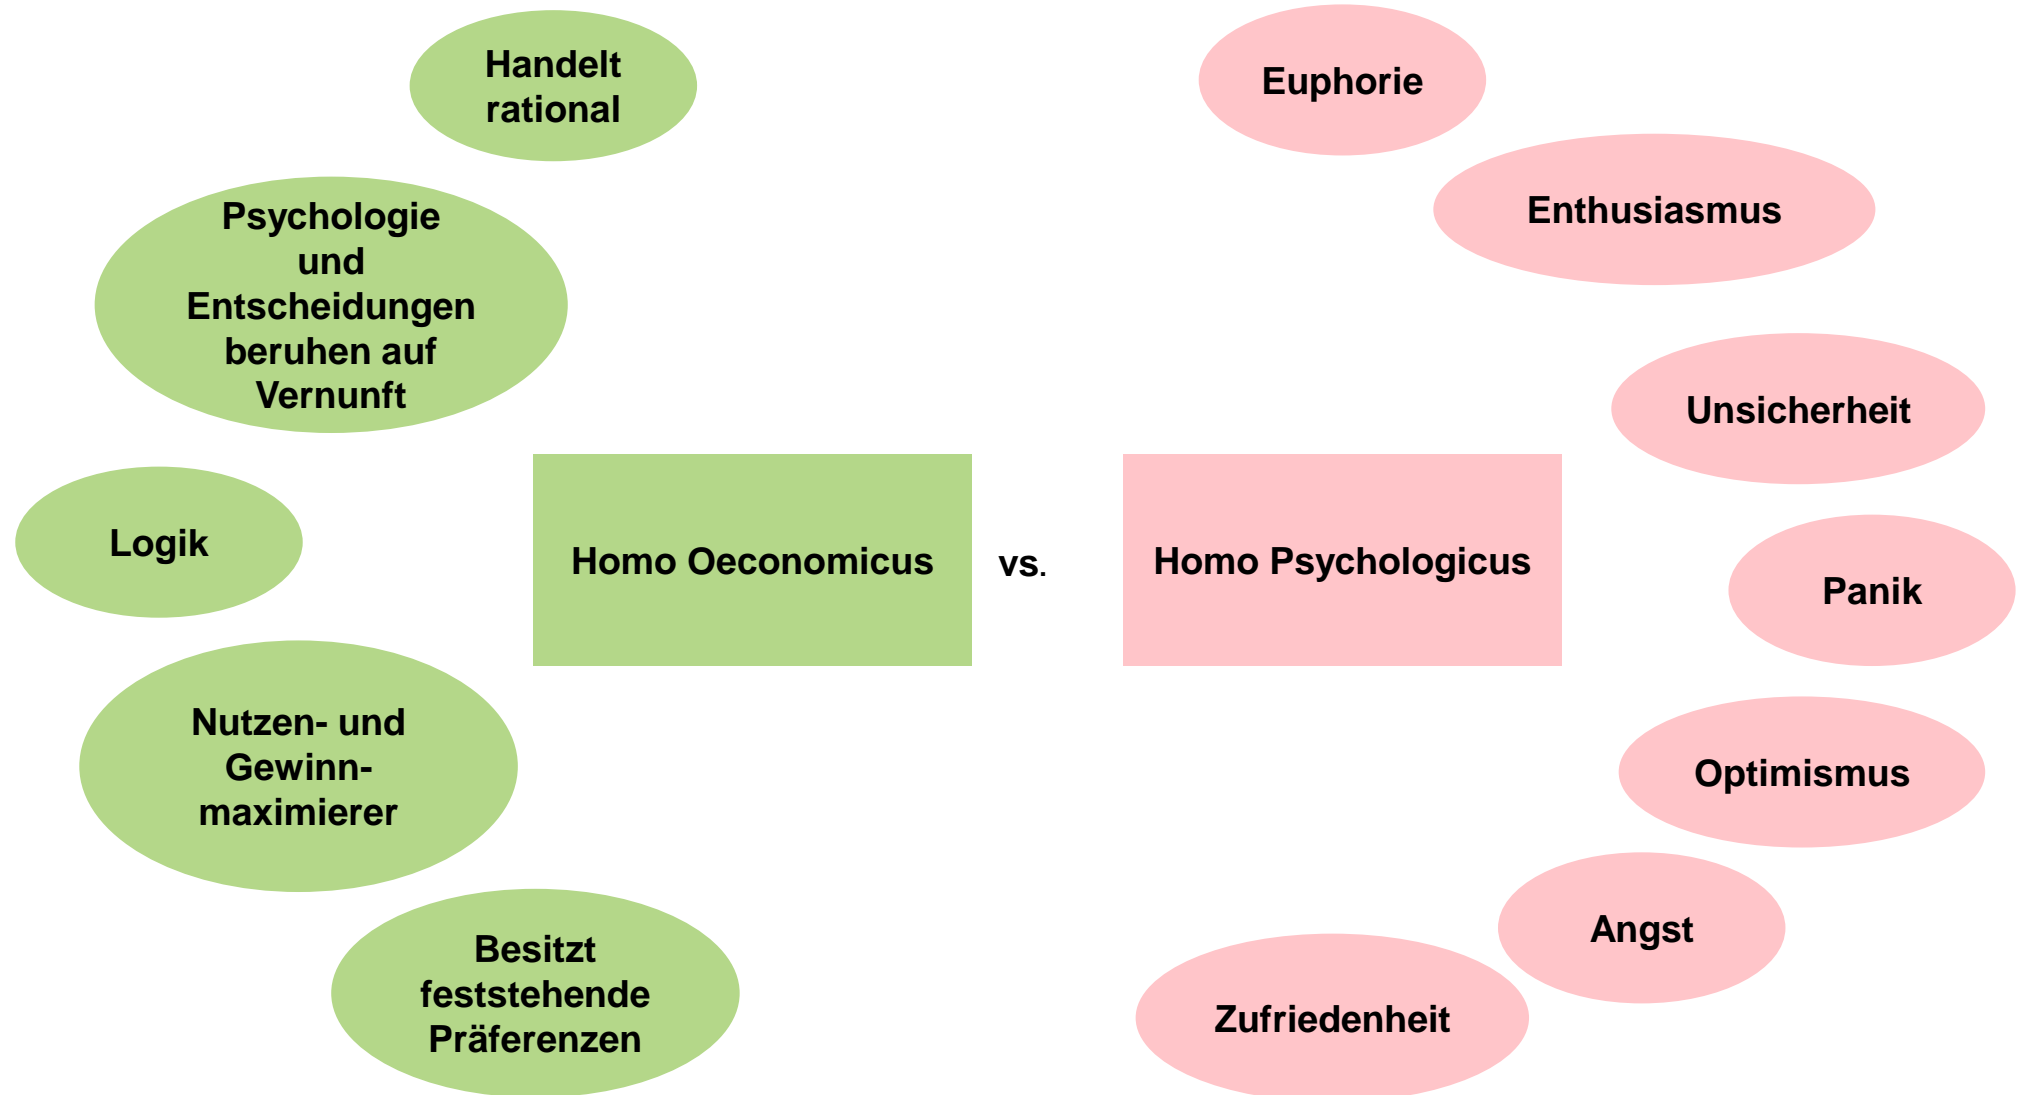 Handelt
rational
Psychologie
und
Entscheidungen
beruhen auf
Vernunft
Logik
Nutzen- und
Gewinn-
maximierer
Besitzt
feststehende
Präferenzen
Homo Oeconomicus
vs.
Homo Psychologicus
Euphorie
Enthusiasmus
Unsicherheit
Panik
Optimismus
Angst
Zufriedenheit